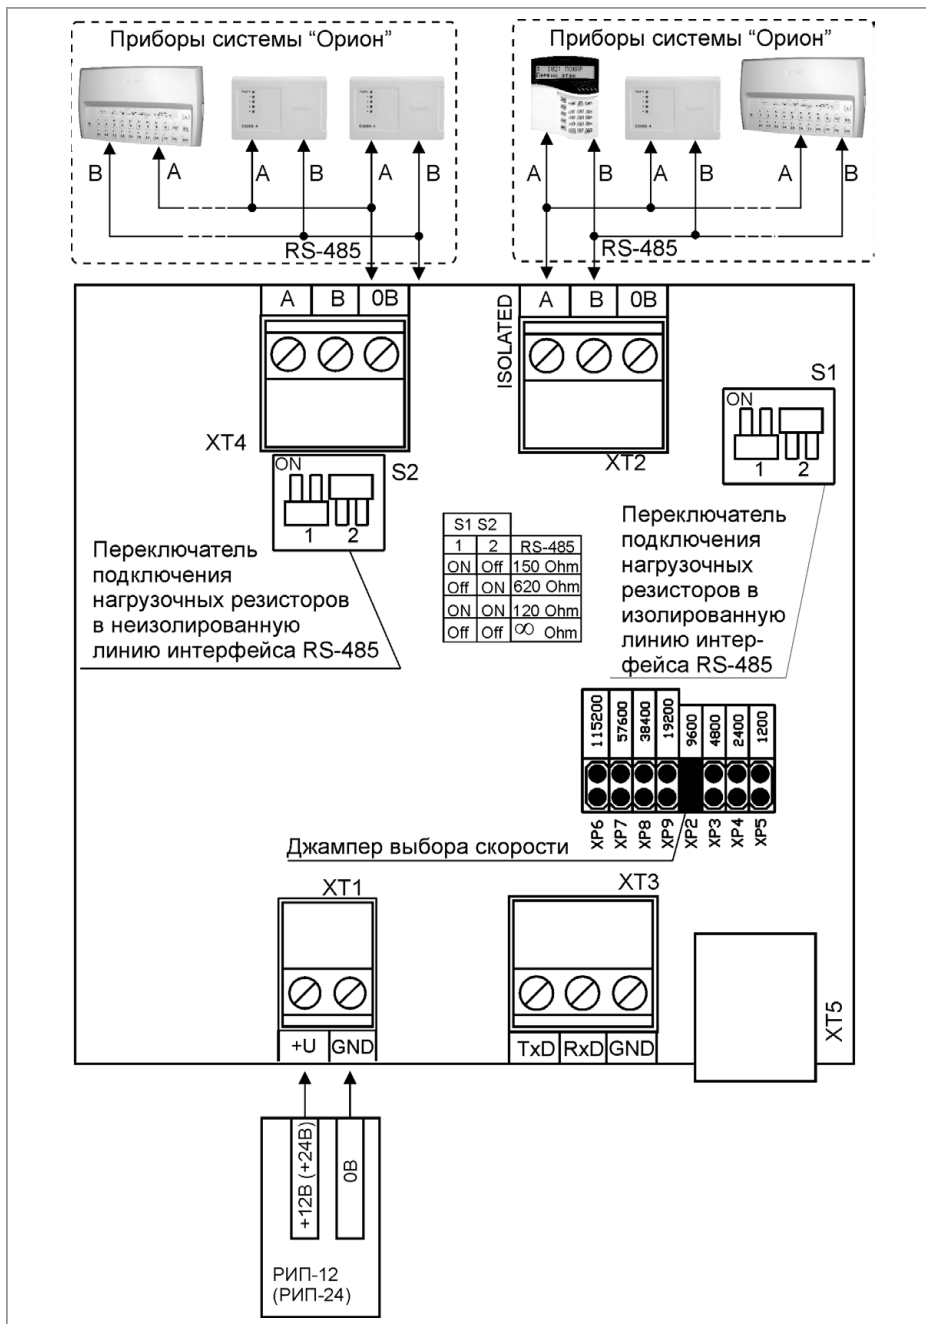 Приборы системы “Орион”
Приборы системы “Орион”
B A A B A B
A B A B A B
RS-485
RS-485
A B 0В
ISOLATED
A B 0В
XT4
XT2
ON
1 2
S2
ON
1 2
S1
Переключатель
подключения
нагрузочных резисторов
в неизолированную
линию интерфейса RS-485
S1 S2
1 2 RS-485
ON Off 150 Ohm
Off ON 620 Ohm
ON ON 120 Ohm
Off Off ∞ Ohm
Переключатель
подключения
нагрузочных
резисторов в
изолированную
линию интер-
фейса RS-485
115200 57600 38400 19200 9600 4800 2400 1200
XP6 XP7 XP8 XP9 XP2 XP3 XP4 XP5
Джампер выбора скорости
XT1
XT3
XT5
+U GND
TxD RxD GND
+12В (+24В)
0В
РИП-12
(РИП-24)